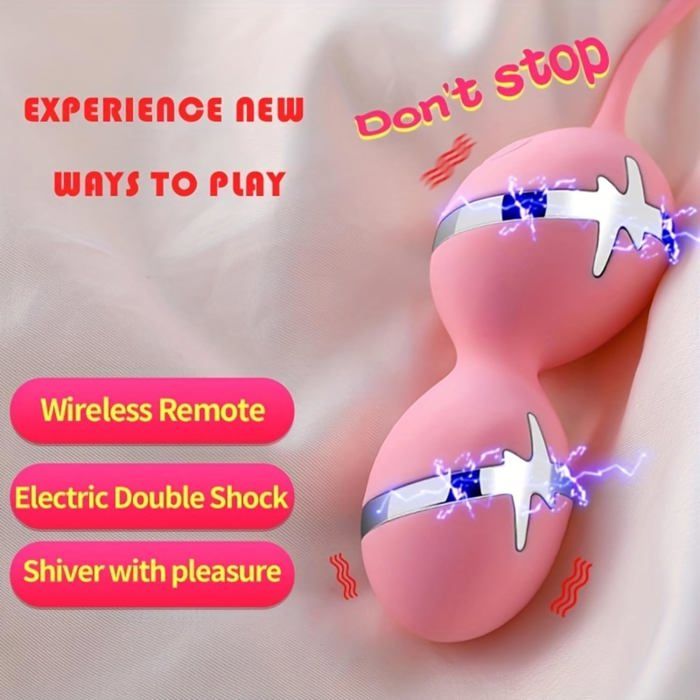 EXPERIENCE NEW
WAYS TO PLAY
Don't stop
Wireless Remote
Electric Double Shock
Shiver with pleasure